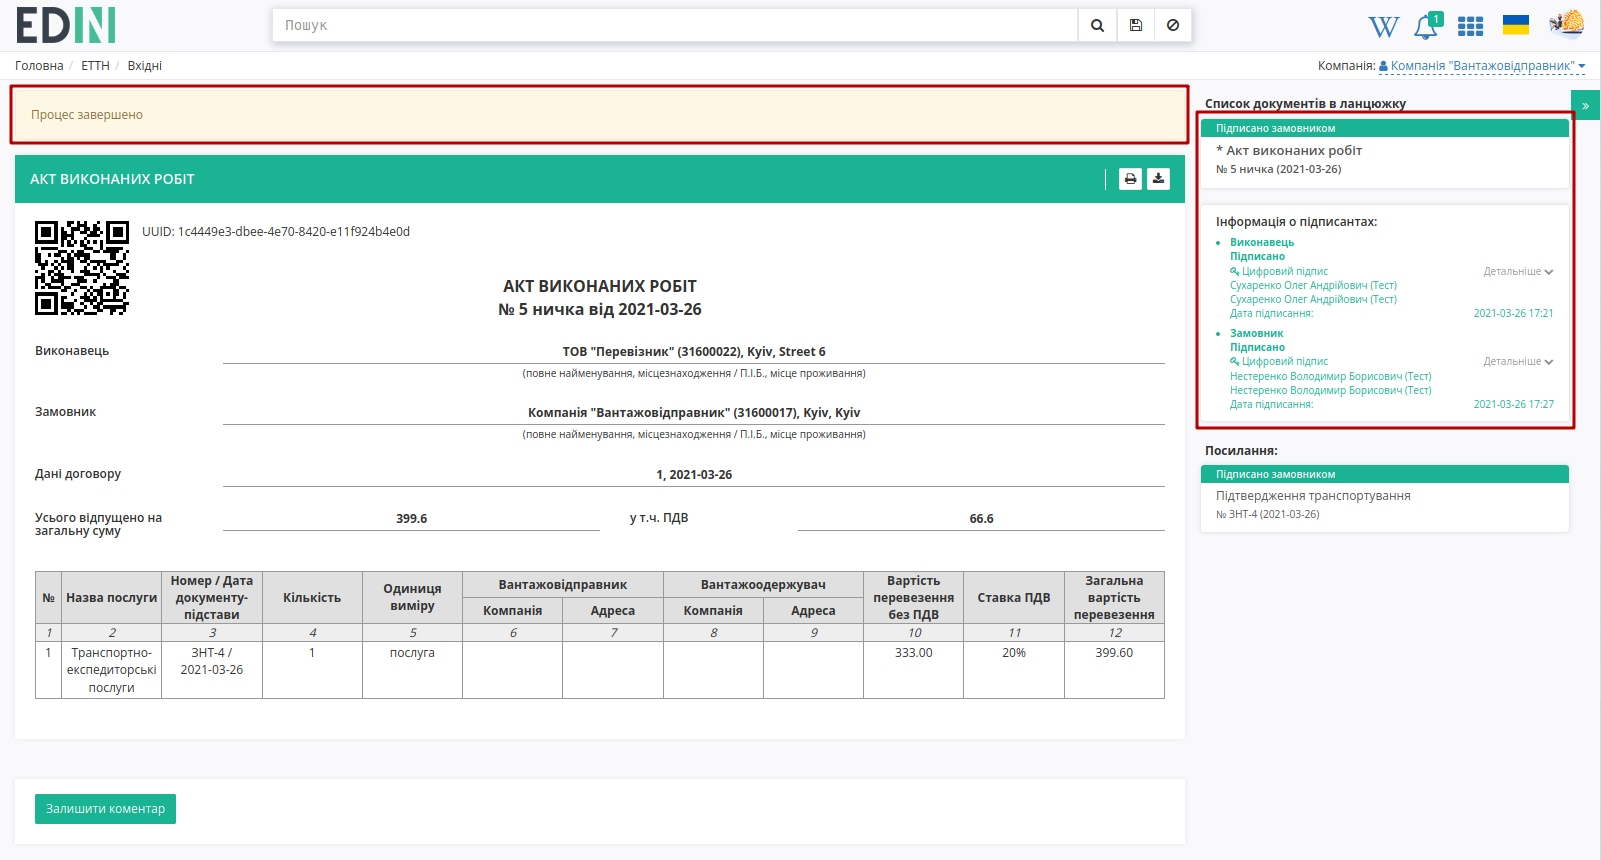 EDIN
Пошук
W
1
Головна / ЕТТН / Вхідні
Компанія: Компанія "Вантажовідправник"
Процес завершено
АКТ ВИКОНАНИХ РОБІТ
UUID: 1c4449e3-dbee-4e70-8420-e11f924b4e0d
АКТ ВИКОНАНИХ РОБІТ
№ 5 ничка від 2021-03-26
Виконавець
ТОВ "Перевізник" (31600022), Kyiv, Street 6
(повне найменування, місцезнаходження / П.І.Б., місце проживання)
Замовник
Компанія "Вантажовідправник" (31600017), Kyiv, Kyiv
(повне найменування, місцезнаходження / П.І.Б., місце проживання)
Дані договору
1, 2021-03-26
Усього відпущено на
загальну суму
399.6
у т.ч. ПДВ
66.6
№
Назва послуги
Номер / Дата
документу-
підстави
Кількість
Одиниця
виміру
Вантажовідправник
Компанія
Адреса
Вантажоодержувач
Компанія
Адреса
Вартість
перевезення
без ПДВ
Ставка ПДВ
Загальна
вартість
перевезення
1 2 3 4 5 6 7 8 9 10 11 12
1
Транспортно-
експедиторські
послуги
ЗНТ-4 /
2021-03-26
1
послуга
333.00
20%
399.60
Залишити коментар
Список документів в ланцюжку
»
Підписано замовником
* Акт виконаних робіт
№ 5 ничка (2021-03-26)
Інформація о підписантах:
Виконавець
Підписано
Цифровий підпис Детальніше
Сухаренко Олег Андрійович (Тест)
Сухаренко Олег Андрійович (Тест)
Дата підписання: 2021-03-26 17:21
Замовник
Підписано
Цифровий підпис Детальніше
Нестеренко Володимир Борисович (Тест)
Нестеренко Володимир Борисович (Тест)
Дата підписання: 2021-03-26 17:27
Посилання:
Підписано замовником
Підтвердження транспортування
№ ЗНТ-4 (2021-03-26)